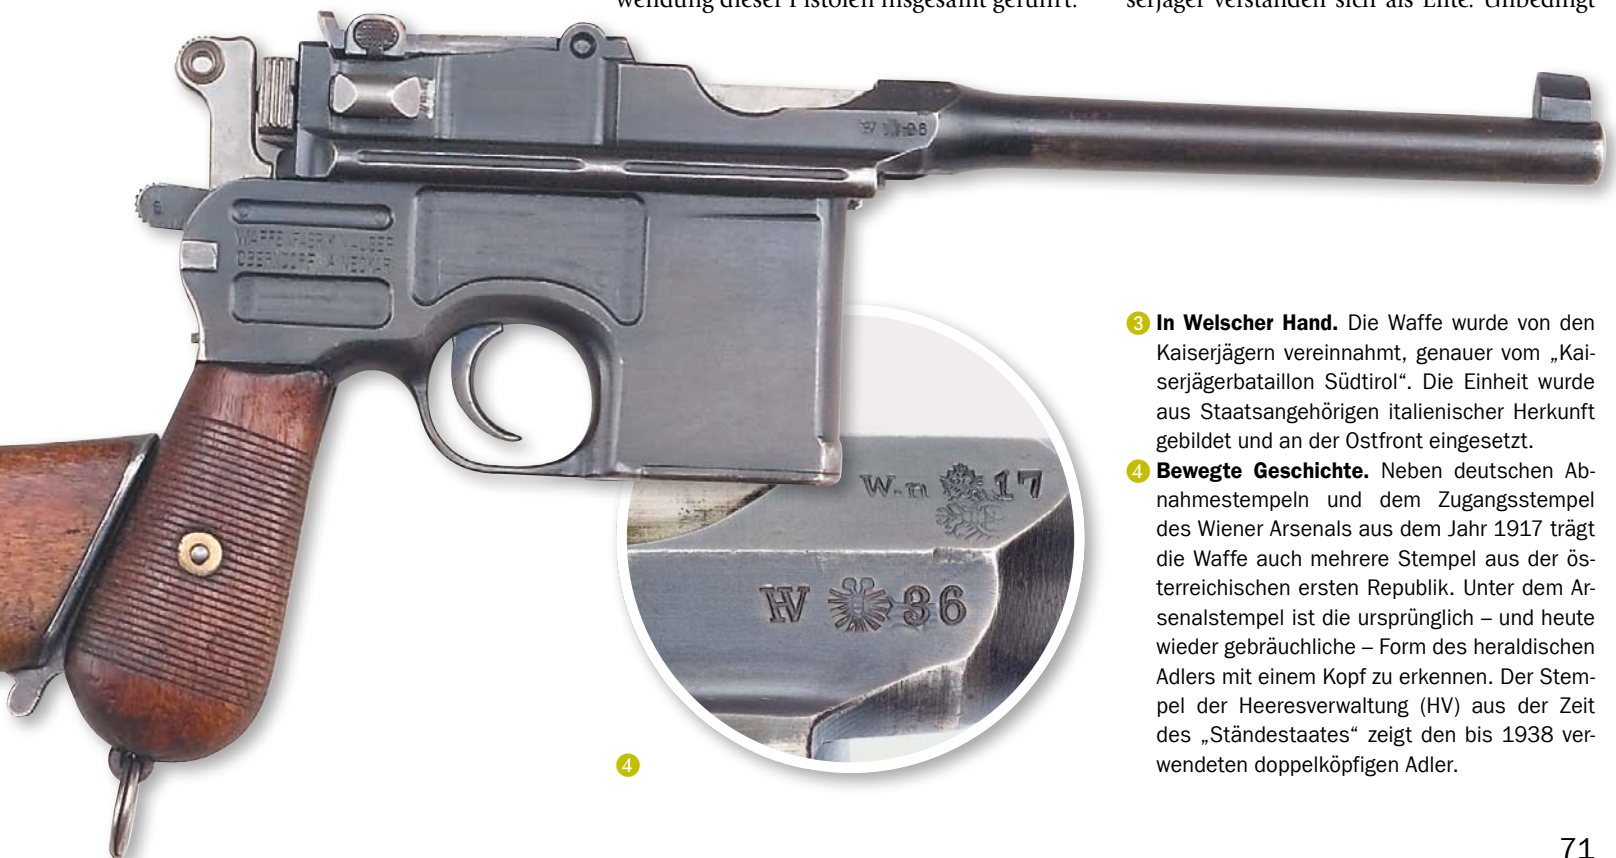 wendung dieser Pistolen insgesamt geführt.
serjäger verstanden sich als Elite. Unbedingt
WAFFENFABRIK MAUSER
OBERNDORF A NECKAR
W.n 17
HV 36
4
3 In Welscher Hand. Die Waffe wurde von den
Kaiserjägern vereinnahmt, genauer vom „Kai-
serjägerbataillon Südtirol“. Die Einheit wurde
aus Staatsangehörigen italienischer Herkunft
gebildet und an der Ostfront eingesetzt.
4 Bewegte Geschichte. Neben deutschen Ab-
nahmestempeln und dem Zugangsstempel
des Wiener Arsenals aus dem Jahr 1917 trägt
die Waffe auch mehrere Stempel aus der ös-
terreichischen ersten Republik. Unter dem Ar-
senalstempel ist die ursprünglich – und heute
wieder gebräuchliche – Form des heraldischen
Adlers mit einem Kopf zu erkennen. Der Stem-
pel der Heeresverwaltung (HV) aus der Zeit
des „Ständestaates“ zeigt den bis 1938 ver-
wendeten doppelköpfigen Adler.
71